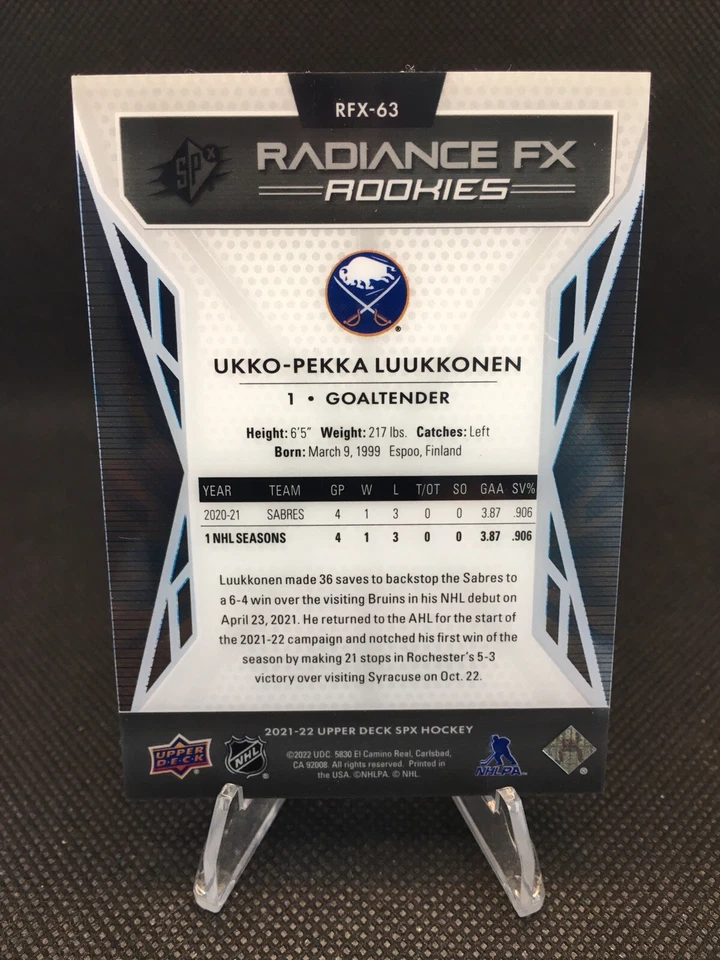 RFX-63
SPX
RADIANCE FX
ROOKIES
UKKO-PEKKA LUUKKONEN
1 • GOALTENDER
Height: 6'5" Weight: 217 lbs. Catches: Left
Born: March 9, 1999 Espoo, Finland
YEAR TEAM GP W L T/OT SO GAA SV%
2020-21 SABRES 4 1 3 0 0 3.87 .906
1 NHL SEASONS 4 1 3 0 0 3.87 .906
Luukkonen made 36 saves to backstop the Sabres to
a 6-4 win over the visiting Bruins in his NHL debut on
April 23, 2021. He returned to the AHL for the start of
the 2021-22 campaign and notched his first win of the
season by making 21 stops in Rochester's 5-3
victory over visiting Syracuse on Oct. 22.
2021-22 UPPER DECK SPX HOCKEY
UPPER
DECK
NHL
©2022 UDC. 5830 El Camino Real, Carlsbad,
CA 92008. All rights reserved. Printed in
the USA. ©NHLPA. © NHL.
NHLPA